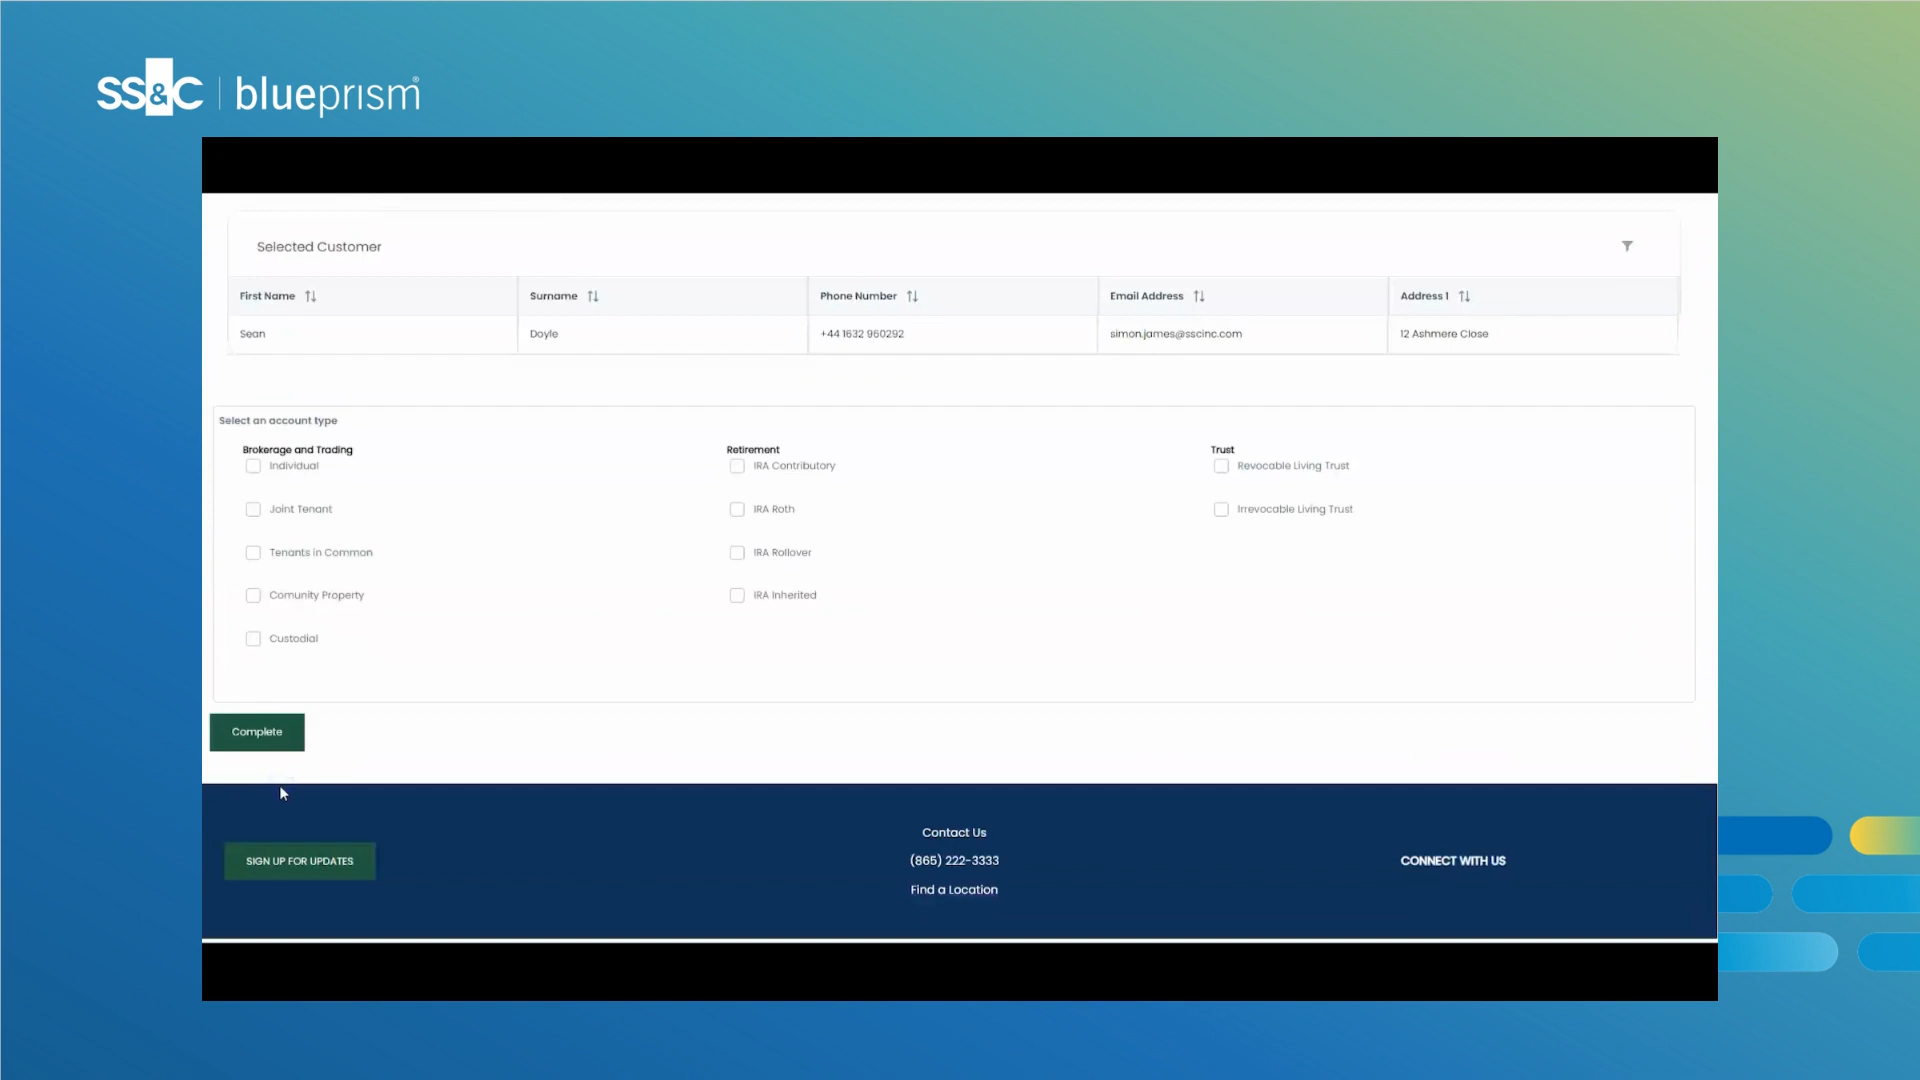 SS&C | blueprism®
Selected Customer
First Name Surname Phone Number Email Address Address 1
Sean Doyle +44 1632 960292 simon.james@sscinc.com 12 Ashmere Close
Select an account type
Brokerage and Trading Retirement Trust
Individual IRA Contributory Revocable Living Trust
Joint Tenant IRA Roth Irrevocable Living Trust
Tenants in Common IRA Rollover
Comunity Property IRA Inherited
Custodial
Complete
Contact Us
SIGN UP FOR UPDATES (865) 222-3333 CONNECT WITH US
Find a Location